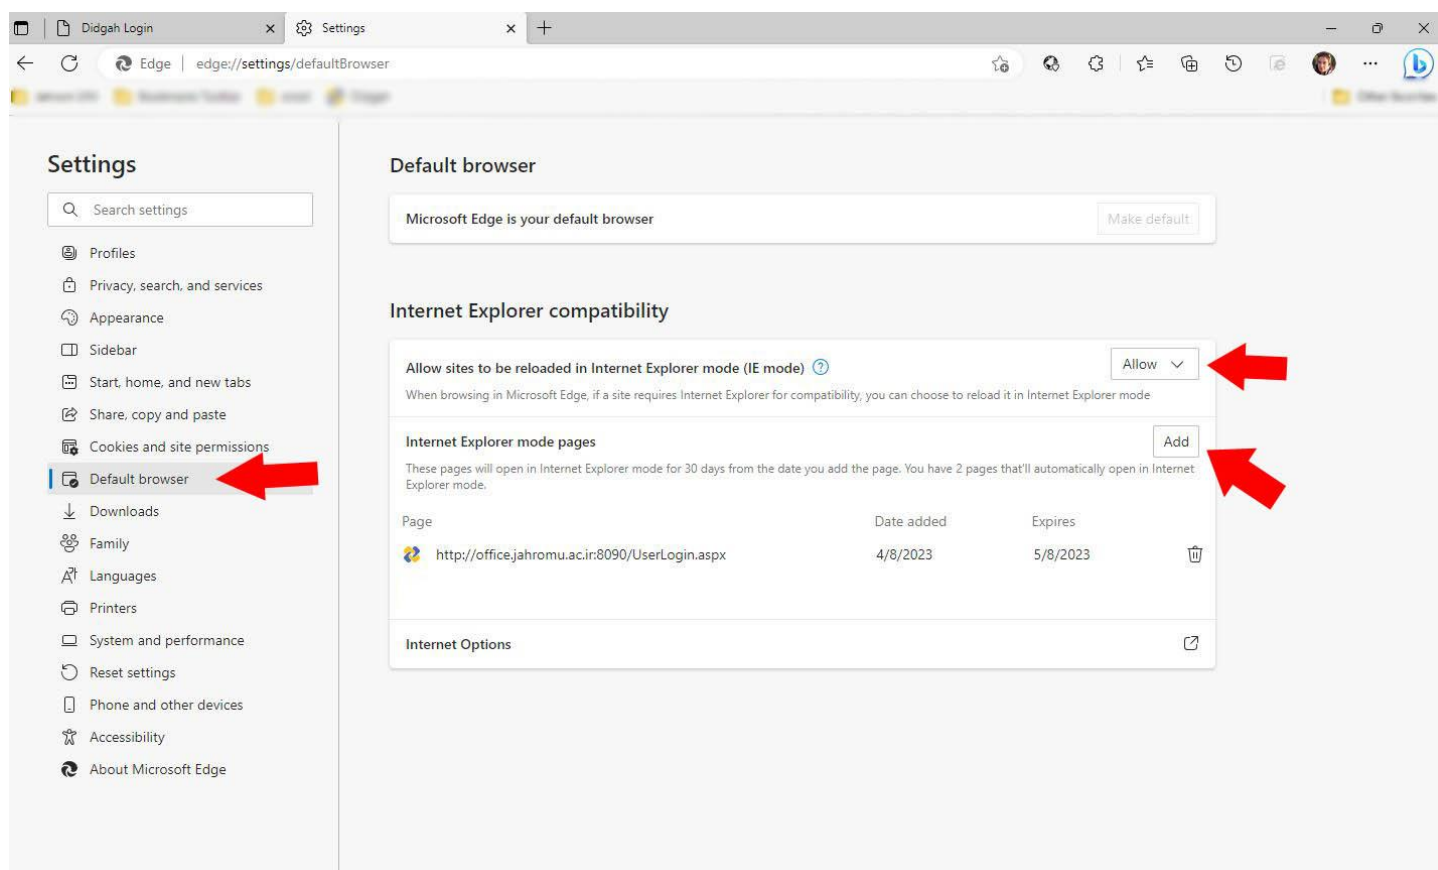 Didgah Login
Settings
Edge | edge://settings/defaultBrowser
Settings
Search settings
Profiles
Privacy, search, and services
Appearance
Sidebar
Start, home, and new tabs
Share, copy and paste
Cookies and site permissions
Default browser
Downloads
Family
Languages
Printers
System and performance
Reset settings
Phone and other devices
Accessibility
About Microsoft Edge
Default browser
Microsoft Edge is your default browser
Make default
Internet Explorer compatibility
Allow sites to be reloaded in Internet Explorer mode (IE mode)
Allow
When browsing in Microsoft Edge, if a site requires Internet Explorer for compatibility, you can choose to reload it in Internet Explorer mode
Internet Explorer mode pages
Add
These pages will open in Internet Explorer mode for 30 days from the date you add the page. You have 2 pages that'll automatically open in Internet
Explorer mode.
Page Date added Expires
http://office.jahromu.ac.ir:8090/UserLogin.aspx 4/8/2023 5/8/2023
Internet Options